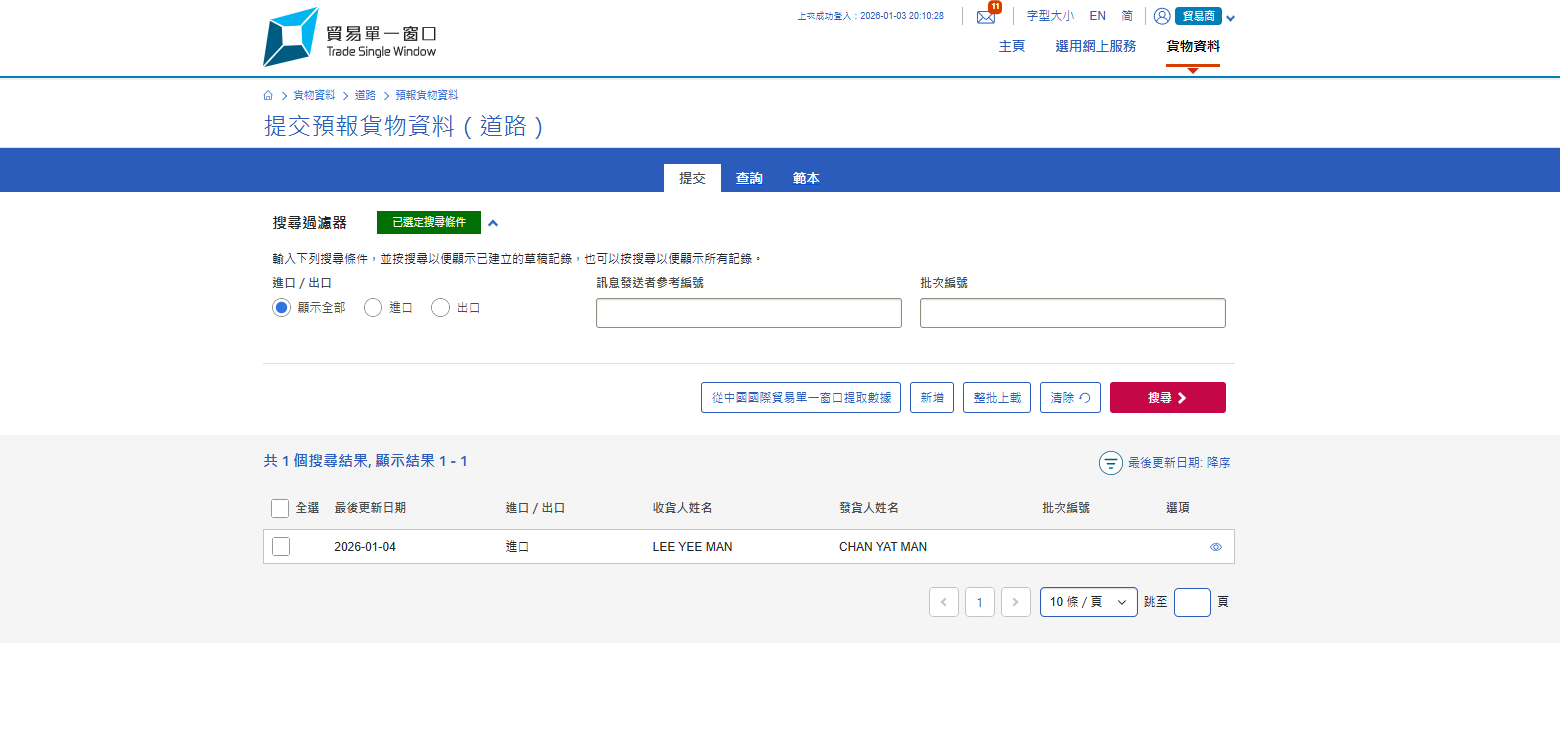 貿易單一窗口
Trade Single Window
上次成功登入：2026-01-03 20:10:28
11
字型大小 EN 简 貿易商
主頁 選用網上服務 貨物資料
貨物資料 道路 預報貨物資料
提交預報貨物資料 ( 道路 )
提交 查詢 範本
搜尋過濾器 已選定搜尋條件
輸入下列搜尋條件，並按搜尋以便顯示已建立的草稿記錄，也可以按搜尋以便顯示所有記錄。
進口 / 出口 訊息發送者參考編號 批次編號
顯示全部 進口 出口
從中國國際貿易單一窗口提取數據 新增 整批上載 清除 搜尋
共 1 個搜尋結果, 顯示結果 1 - 1 最後更新日期: 降序
全選 最後更新日期 進口 / 出口 收貨人姓名 發貨人姓名 批次編號 選項
2026-01-04 進口 LEE YEE MAN CHAN YAT MAN
1 10 條 / 頁 跳至 頁